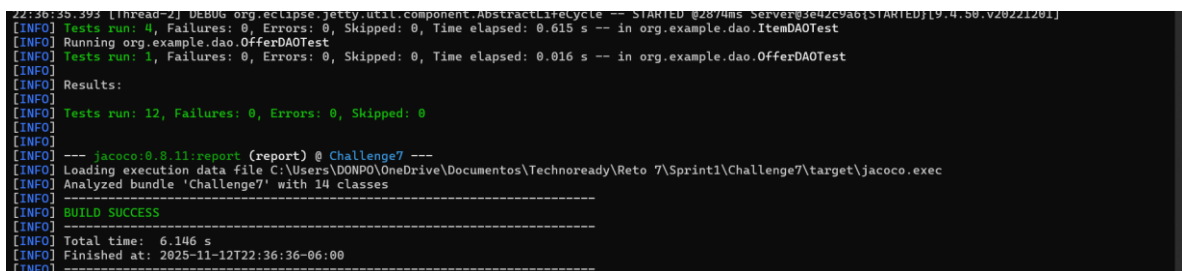 22:36:35.393 [Thread-2] DEBUG org.eclipse.jetty.util.component.AbstractLifeCycle -- STARTED @2874ms Server@3e42c9a6{STARTED}[9.4.50.v20221201]
[INFO] Tests run: 4, Failures: 0, Errors: 0, Skipped: 0, Time elapsed: 0.615 s -- in org.example.dao.ItemDAOTest
[INFO] Running org.example.dao.OfferDAOTest
[INFO] Tests run: 1, Failures: 0, Errors: 0, Skipped: 0, Time elapsed: 0.016 s -- in org.example.dao.OfferDAOTest
[INFO]
[INFO] Results:
[INFO]
[INFO] Tests run: 12, Failures: 0, Errors: 0, Skipped: 0
[INFO]
[INFO]
[INFO] --- jacoco:0.8.11:report (report) @ Challenge7 ---
[INFO] Loading execution data file C:\Users\DONPO\OneDrive\Documentos\Technoready\Reto 7\Sprint1\Challenge7\target\jacoco.exec
[INFO] Analyzed bundle 'Challenge7' with 14 classes
[INFO] ------------------------------------------------------------------------
[INFO] BUILD SUCCESS
[INFO] ------------------------------------------------------------------------
[INFO] Total time:  6.146 s
[INFO] Finished at: 2025-11-12T22:36:36-06:00
[INFO] ------------------------------------------------------------------------